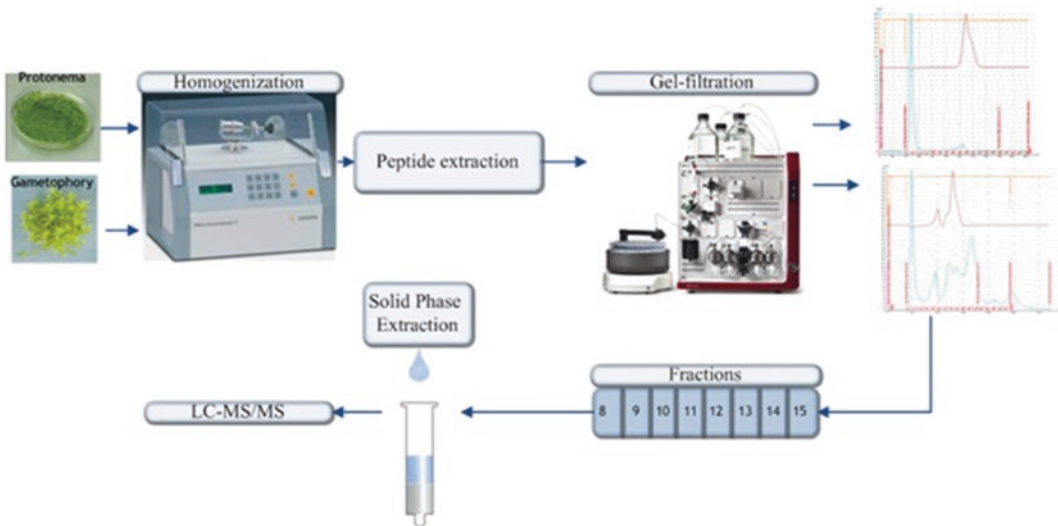 Protonema
Gametophory
Homogenization
Peptide extraction
Gel-filtration
Solid Phase
Extraction
Fractions
8 9 10 11 12 13 14 15
LC-MS/MS